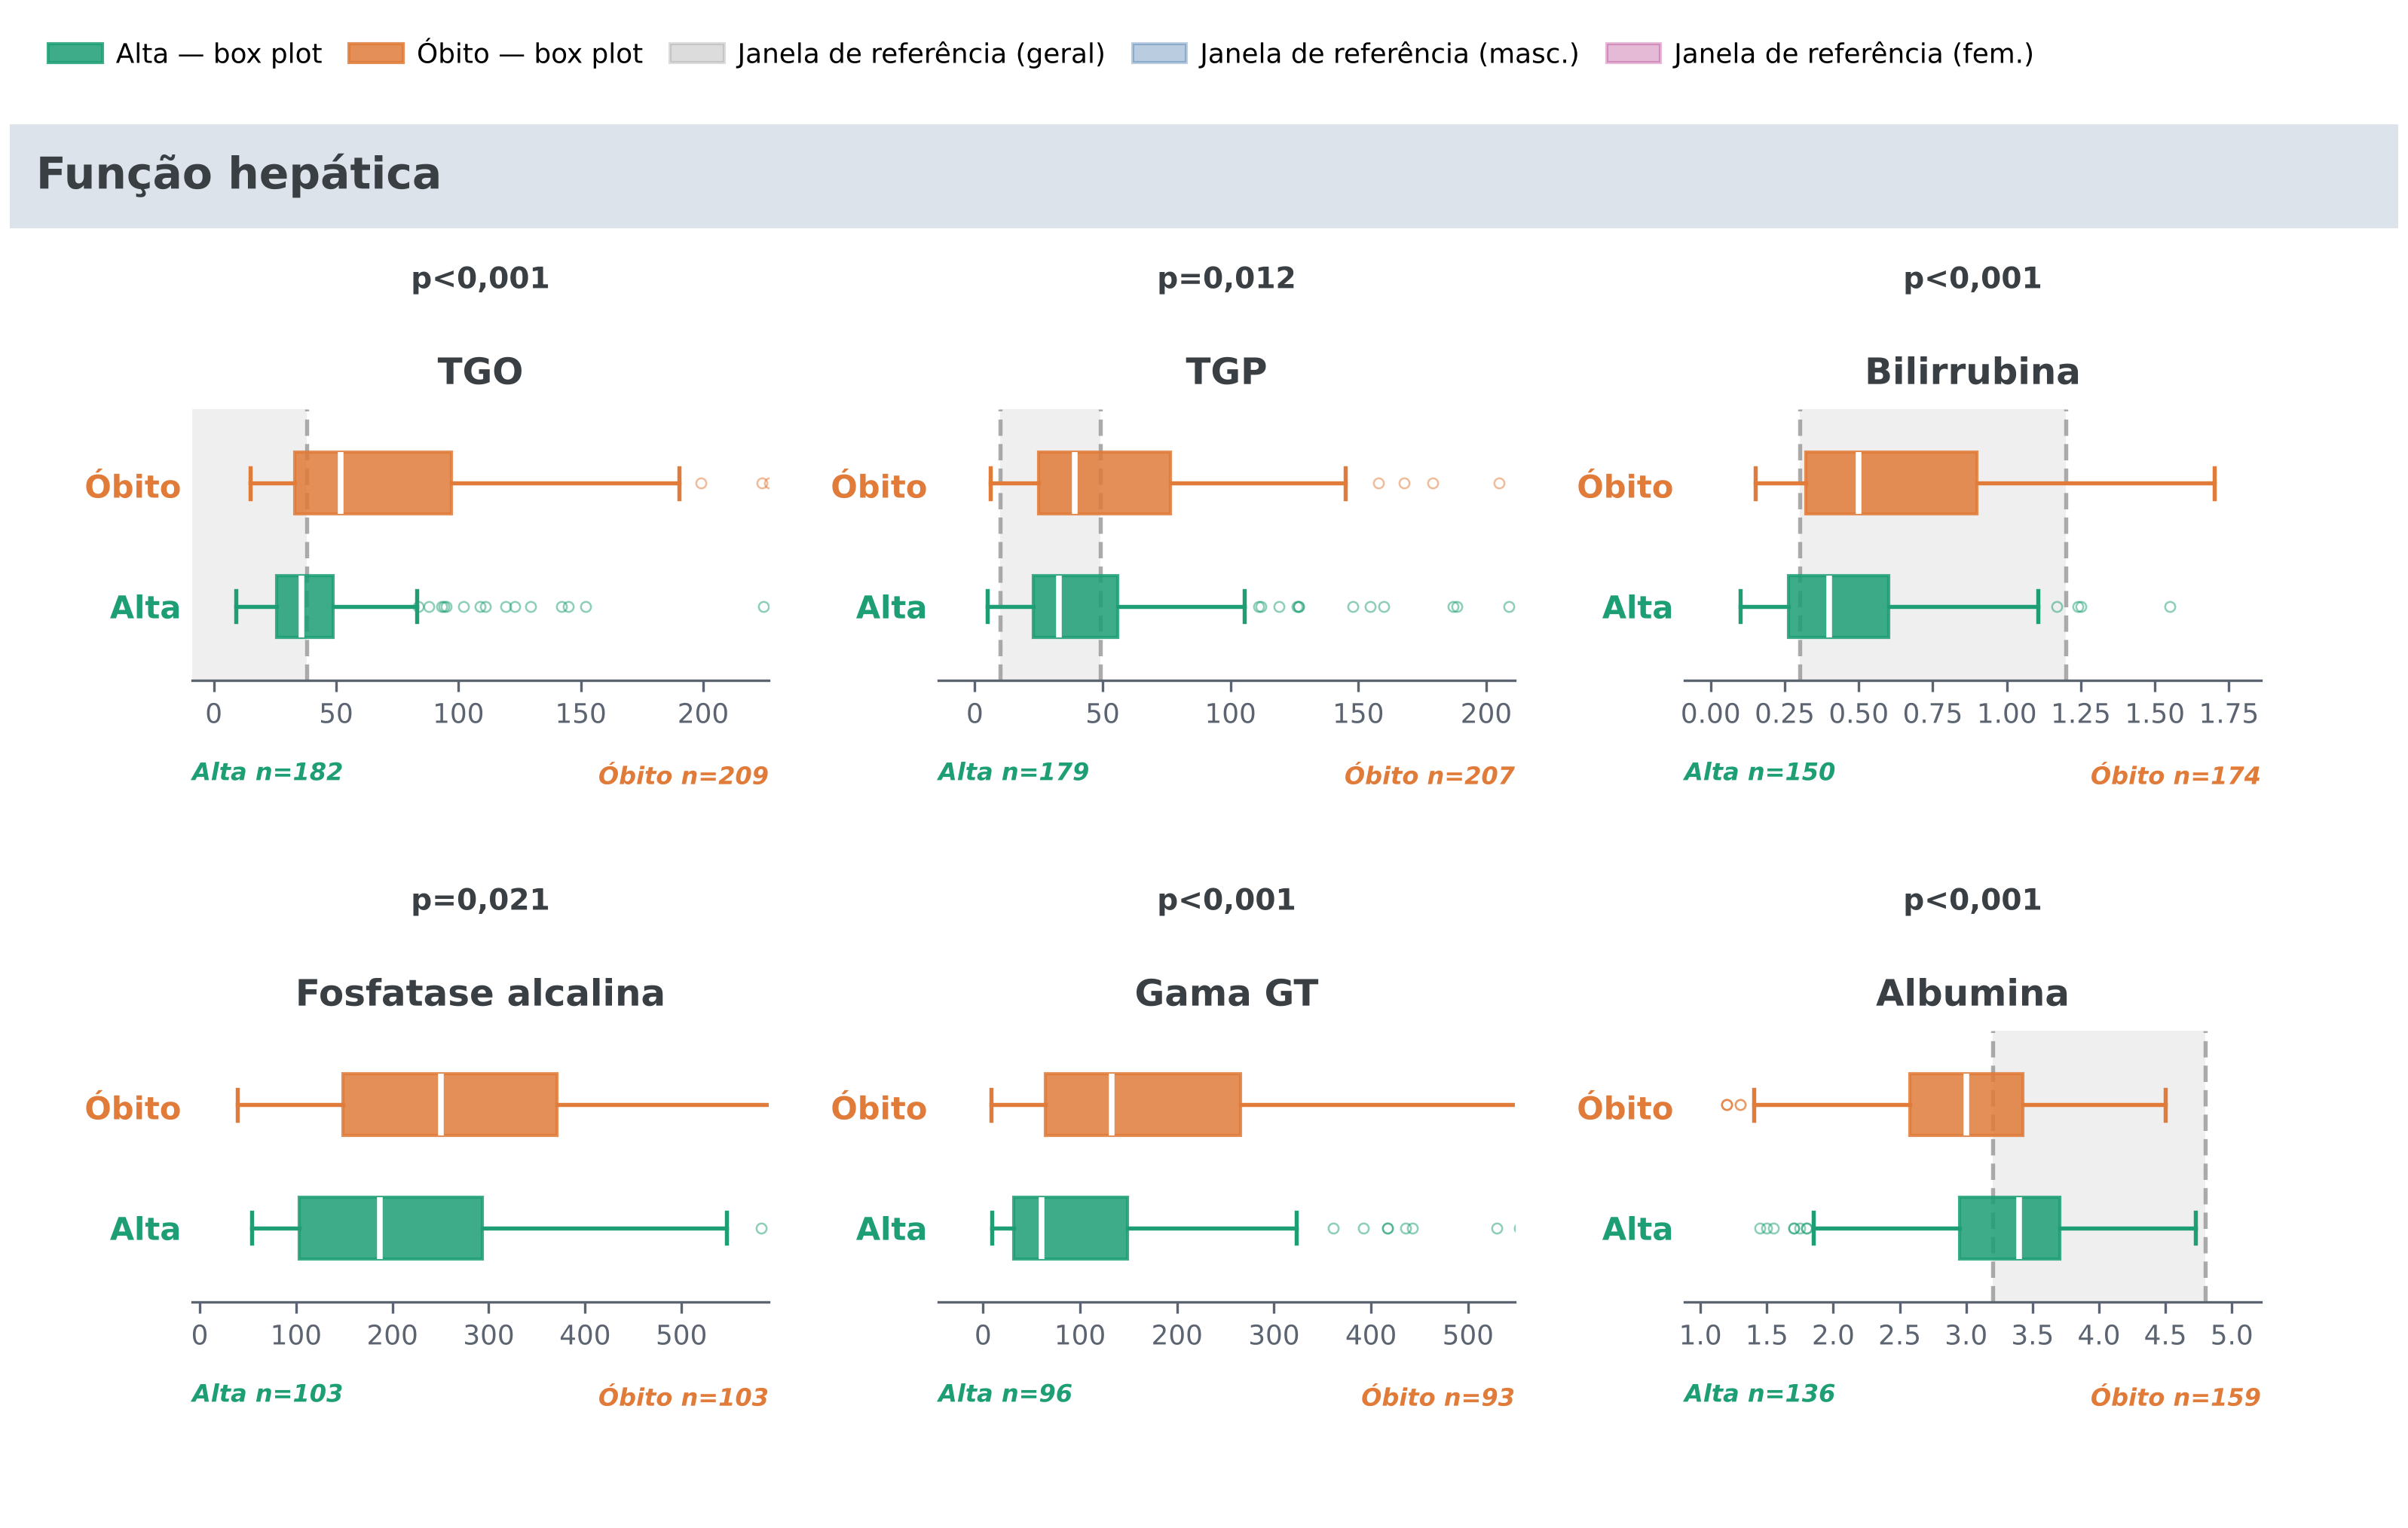 Alta — box plot Óbito — box plot Janela de referência (geral) Janela de referência (masc.) Janela de referência (fem.)
Função hepática
p<0,001 p=0,012 p<0,001
TGO TGP Bilirrubina
Óbito Óbito Óbito
Alta Alta Alta
0 50 100 150 200 0 50 100 150 200 0.00 0.25 0.50 0.75 1.00 1.25 1.50 1.75
Alta n=182 Óbito n=209 Alta n=179 Óbito n=207 Alta n=150 Óbito n=174
p=0,021 p<0,001 p<0,001
Fosfatase alcalina Gama GT Albumina
Óbito Óbito Óbito
Alta Alta Alta
0 100 200 300 400 500 0 100 200 300 400 500 1.0 1.5 2.0 2.5 3.0 3.5 4.0 4.5 5.0
Alta n=103 Óbito n=103 Alta n=96 Óbito n=93 Alta n=136 Óbito n=159